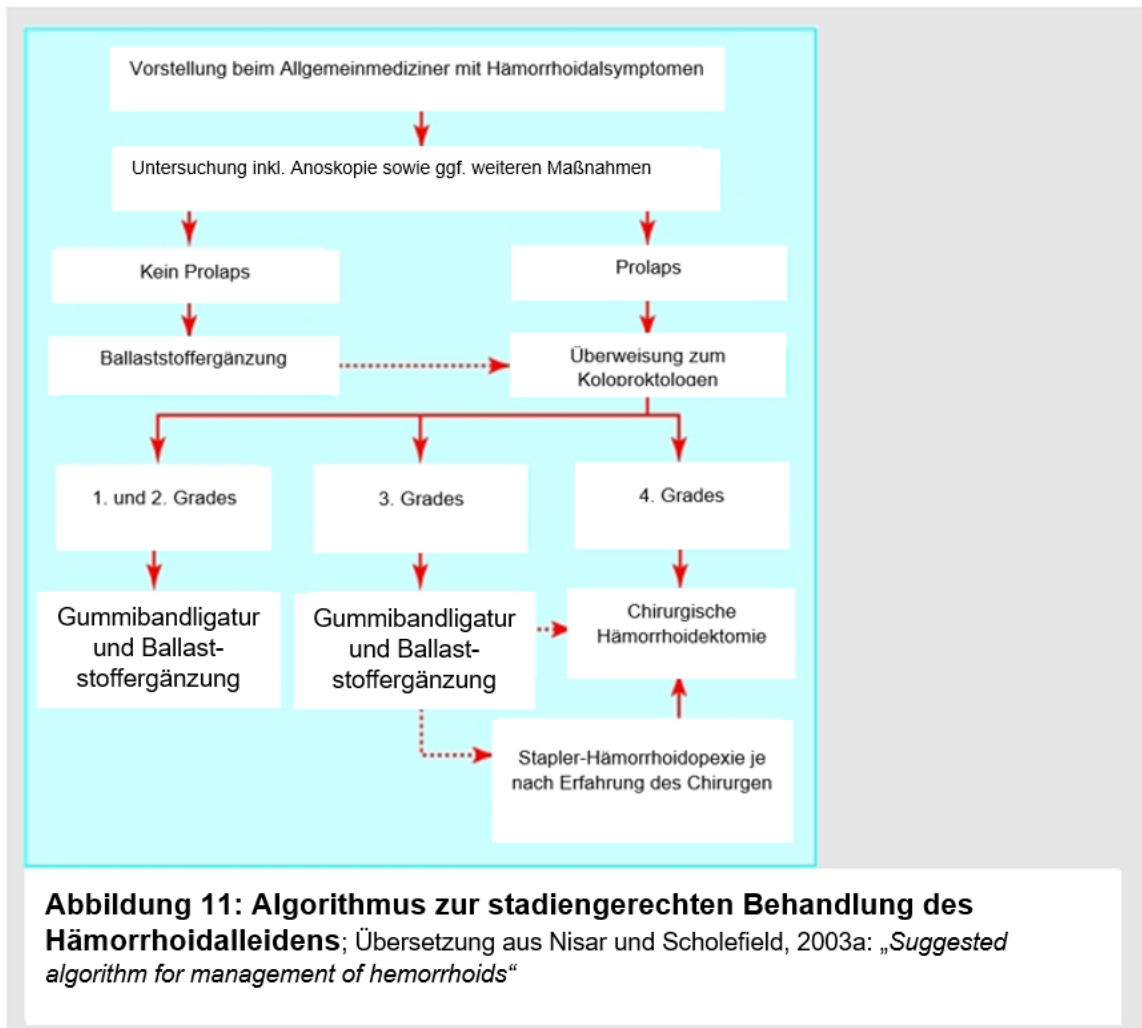 Vorstellung beim Allgemeinmediziner mit Hämorrhoidalsymptomen
Untersuchung inkl. Anoskopie sowie ggf. weiteren Maßnahmen
Kein Prolaps
Prolaps
Ballaststoffergänzung
Überweisung zum
Koloproktologen
1. und 2. Grades
3. Grades
4. Grades
Gummibandligatur
und Ballast-
stoffergänzung
Gummibandligatur
und Ballast-
stoffergänzung
Chirurgische
Hämorrhoidektomie
Stapler-Hämorrhoidopexie je
nach Erfahrung des Chirurgen
Abbildung 11: Algorithmus zur stadiengerechten Behandlung des
Hämorrhoidalleidens; Übersetzung aus Nisar und Scholefield, 2003a: „Suggested
algorithm for management of hemorrhoids“